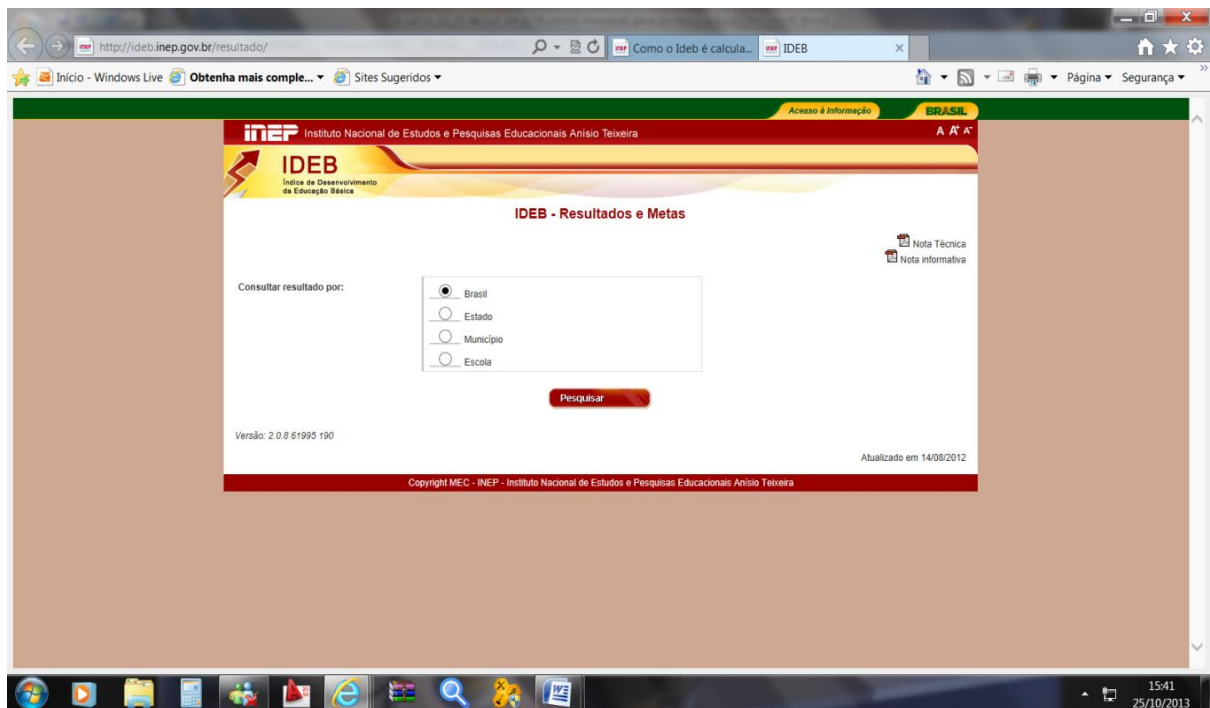 http://ideb.inep.gov.br/resultado/
Como o Ideb é calcula...
IDEB
Início - Windows Live
Obtenha mais comple...
Sites Sugeridos
Página
Segurança
Acesso à Informação
BRASIL
inEP Instituto Nacional de Estudos e Pesquisas Educacionais Anísio Teixeira
A A+ A-
IDEB
Índice de Desenvolvimento
da Educação Básica
IDEB - Resultados e Metas
Nota Técnica
Nota informativa
Consultar resultado por:
Brasil
Estado
Município
Escola
Pesquisar
Versão: 2.0.8 61995 190
Atualizado em 14/08/2012
Copyright MEC - INEP - Instituto Nacional de Estudos e Pesquisas Educacionais Anísio Teixeira
15:41
25/10/2013